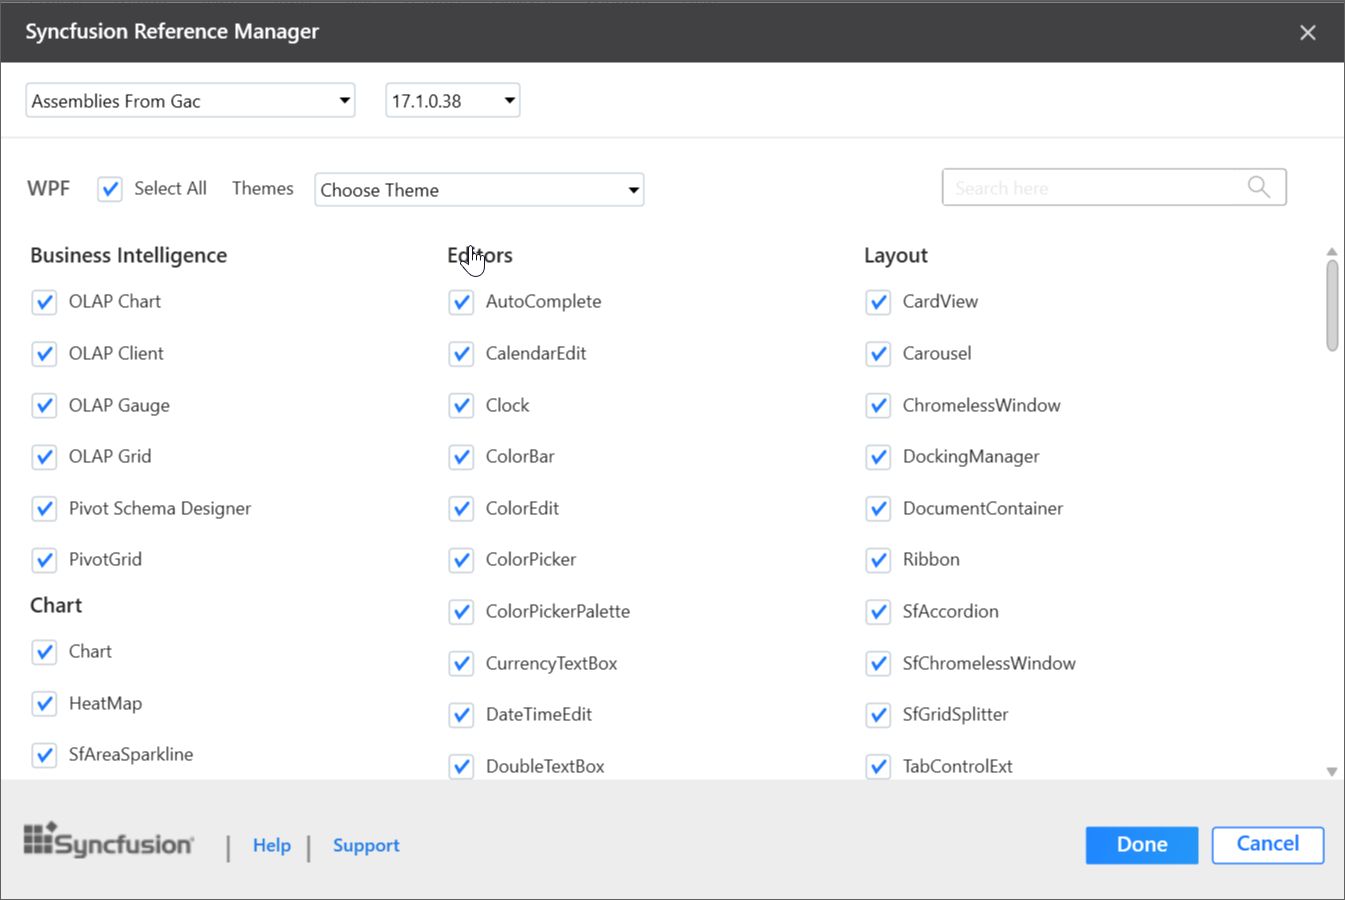 Syncfusion Reference Manager
Assemblies From Gac
17.1.0.38
WPF
Select All
Themes
Choose Theme
Search here
Business Intelligence
OLAP Chart
OLAP Client
OLAP Gauge
OLAP Grid
Pivot Schema Designer
PivotGrid
Chart
Chart
HeatMap
SfAreaSparkline
Editors
AutoComplete
CalendarEdit
Clock
ColorBar
ColorEdit
ColorPicker
ColorPickerPalette
CurrencyTextBox
DateTimeEdit
DoubleTextBox
Layout
CardView
Carousel
ChromelessWindow
DockingManager
DocumentContainer
Ribbon
SfAccordion
SfChromelessWindow
SfGridSplitter
TabControlExt
Syncfusion
Help
Support
Done
Cancel